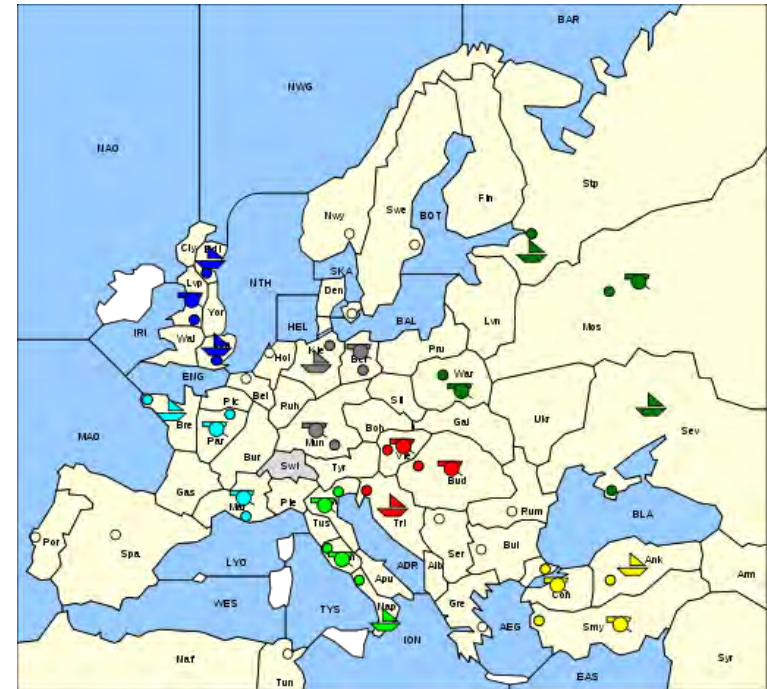 BAR
NWG
NAO
Stp
Fin
Swe
BOT
Nwy
Cly
Edi
SKA
NTH
Lvp
Den
Mos
Yor
Lvn
IRI
HEL
BAL
Wal
Kie
Ber
Pru
Hol
War
ENG
Bel
Sil
Ruh
Pic
Ukr
Bre
Gal
Boh
Sev
MAO
Par
Mun
Vie
Bur
Tyr
Bud
Swi
Gas
Mar
Pie
Rum
Tri
BLA
Tus
Por
Spa
Ser
Bul
Ank
LYO
ADR
Alb
Arm
Con
Apu
WES
Gre
TYS
Nap
AEG
Smy
ION
Naf
Syr
EAS
Tun